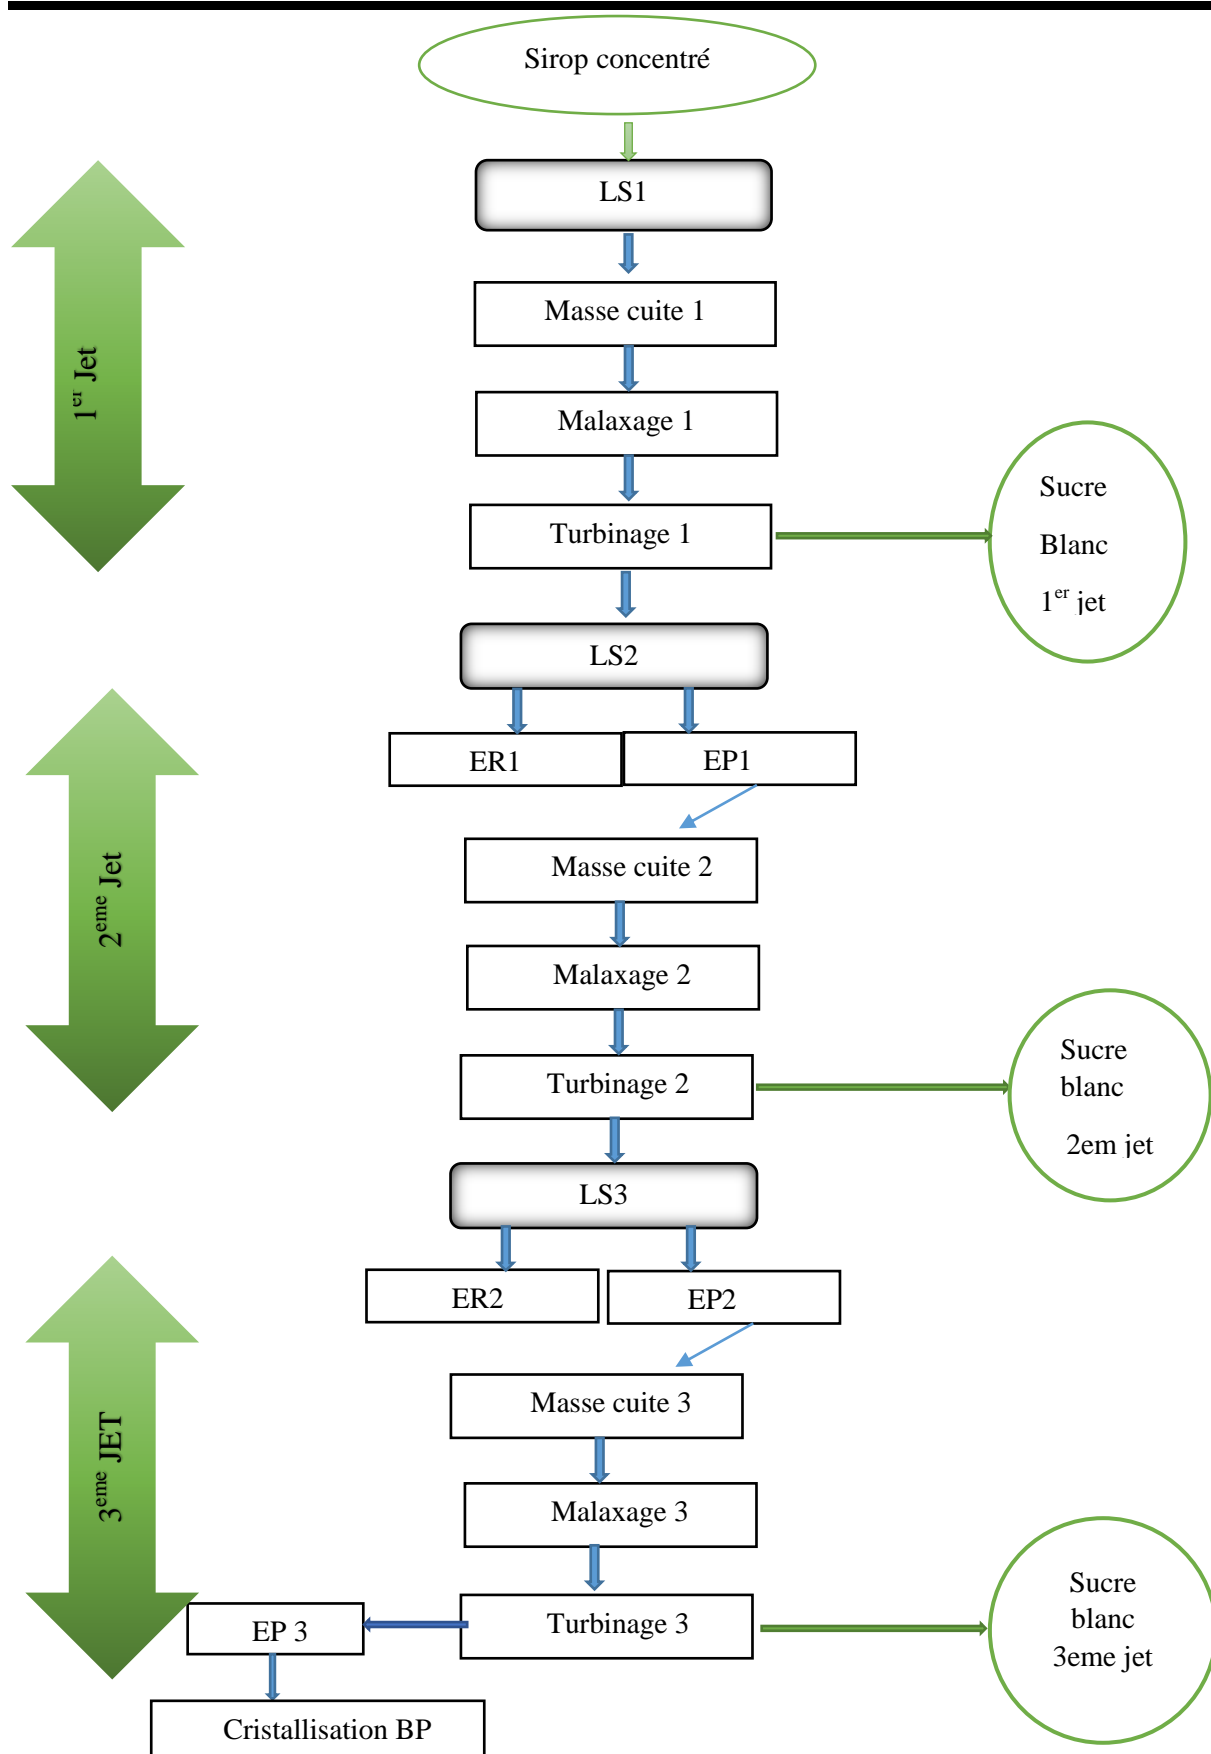 Sirop concentré
LS1
Masse cuite 1
Malaxage 1
Turbinage 1
1er Jet
Sucre
Blanc
1er jet
LS2
ER1
EP1
Masse cuite 2
Malaxage 2
Turbinage 2
2eme Jet
Sucre
blanc
2em jet
LS3
ER2
EP2
Masse cuite 3
Malaxage 3
Turbinage 3
3eme JET
Sucre
blanc
3eme jet
EP 3
Cristallisation BP